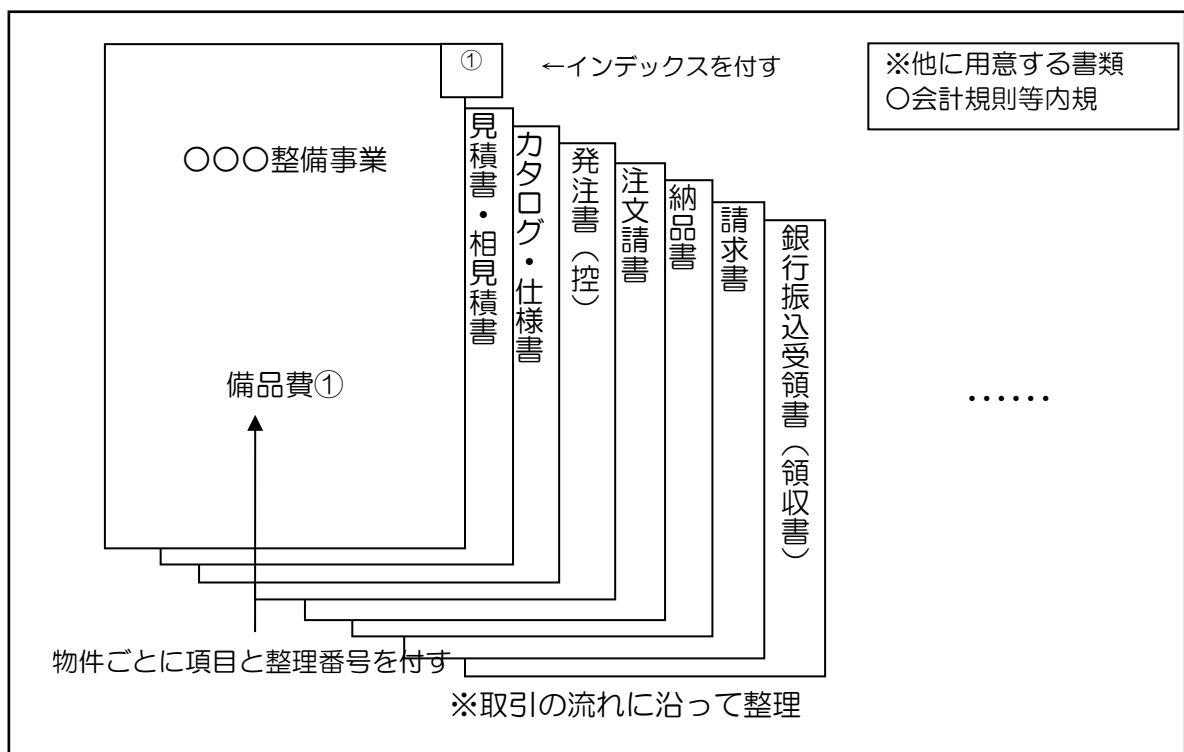 ①
←インデックスを付す
※他に用意する書類
〇会計規則等内規
〇〇〇整備事業
備品費①
見積書・相見積書
カタログ・仕様書
発注書（控）
注文請書
納品書
請求書
銀行振込受領書（領収書）
……
物件ごとに項目と整理番号を付す
※取引の流れに沿って整理